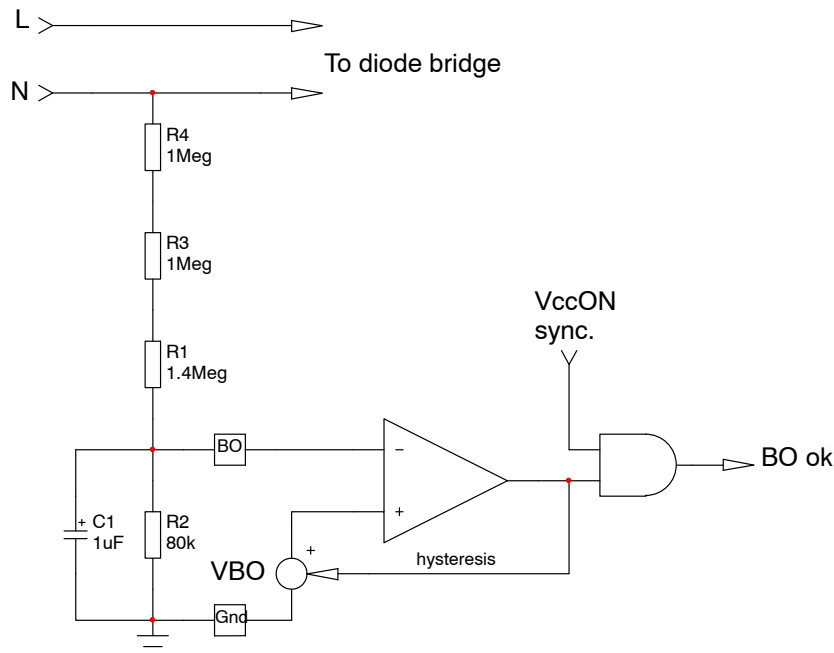 L
To diode bridge
N
R4
1Meg
R3
1Meg
VccON
sync.
R1
1.4Meg
BO
−
BO ok
+
+ C1
1uF
R2
80k
+
VBO
hysteresis
Gnd